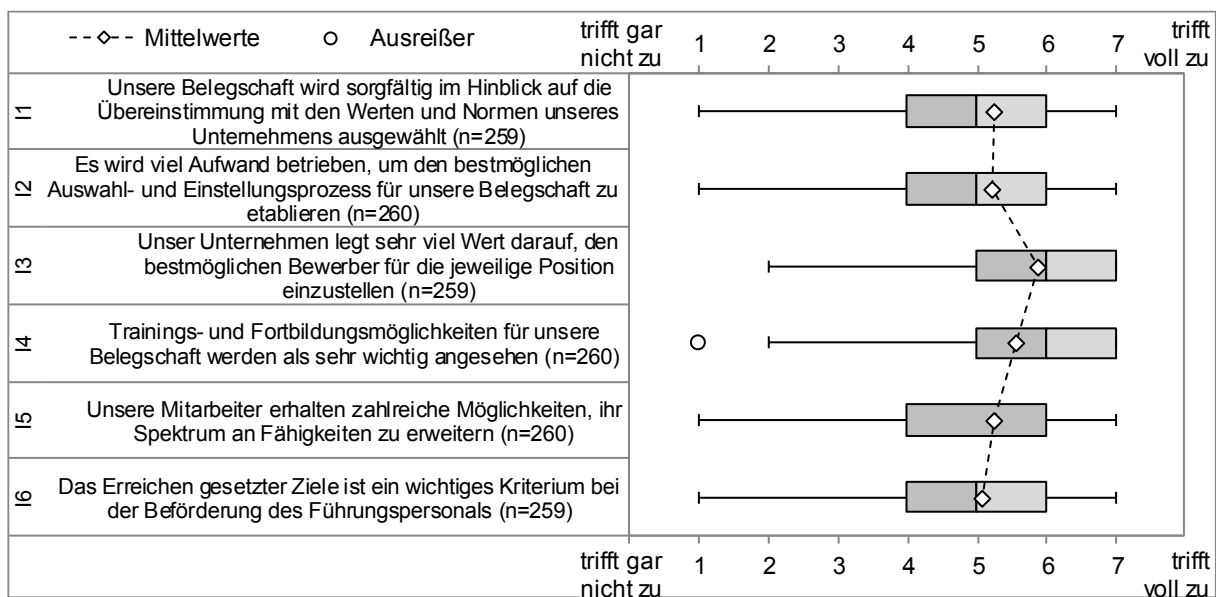 Mittelwerte
Ausreißer
trifft gar
nicht zu
1 2 3 4 5 6 7
trifft
voll zu
I1
Unsere Belegschaft wird sorgfältig im Hinblick auf die
Übereinstimmung mit den Werten und Normen unseres
Unternehmens ausgewählt (n=259)
I2
Es wird viel Aufwand betrieben, um den bestmöglichen
Auswahl- und Einstellungsprozess für unsere Belegschaft zu
etablieren (n=260)
I3
Unser Unternehmen legt sehr viel Wert darauf, den
bestmöglichen Bewerber für die jeweilige Position
einzustellen (n=259)
I4
Trainings- und Fortbildungsmöglichkeiten für unsere
Belegschaft werden als sehr wichtig angesehen (n=260)
I5
Unsere Mitarbeiter erhalten zahlreiche Möglichkeiten, ihr
Spektrum an Fähigkeiten zu erweitern (n=260)
I6
Das Erreichen gesetzter Ziele ist ein wichtiges Kriterium bei
der Beförderung des Führungspersonals (n=259)
trifft gar
nicht zu
1 2 3 4 5 6 7
trifft
voll zu